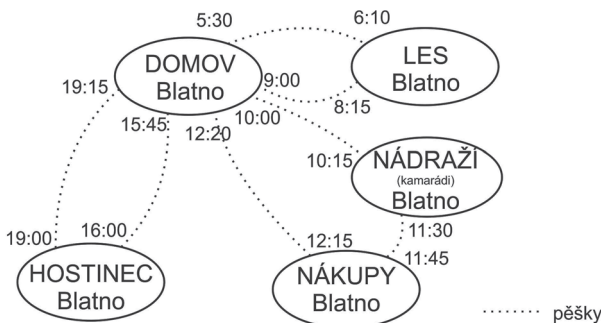 5:30
6:10
DOMOV
Blatno
LES
Blatno
9:00
8:15
19:15
15:45
12:20
10:00
10:15
NÁDRAŽÍ
(kamarádi)
Blatno
11:30
11:45
19:00
16:00
12:15
HOSTINEC
Blatno
NÁKUPY
Blatno
pěšky